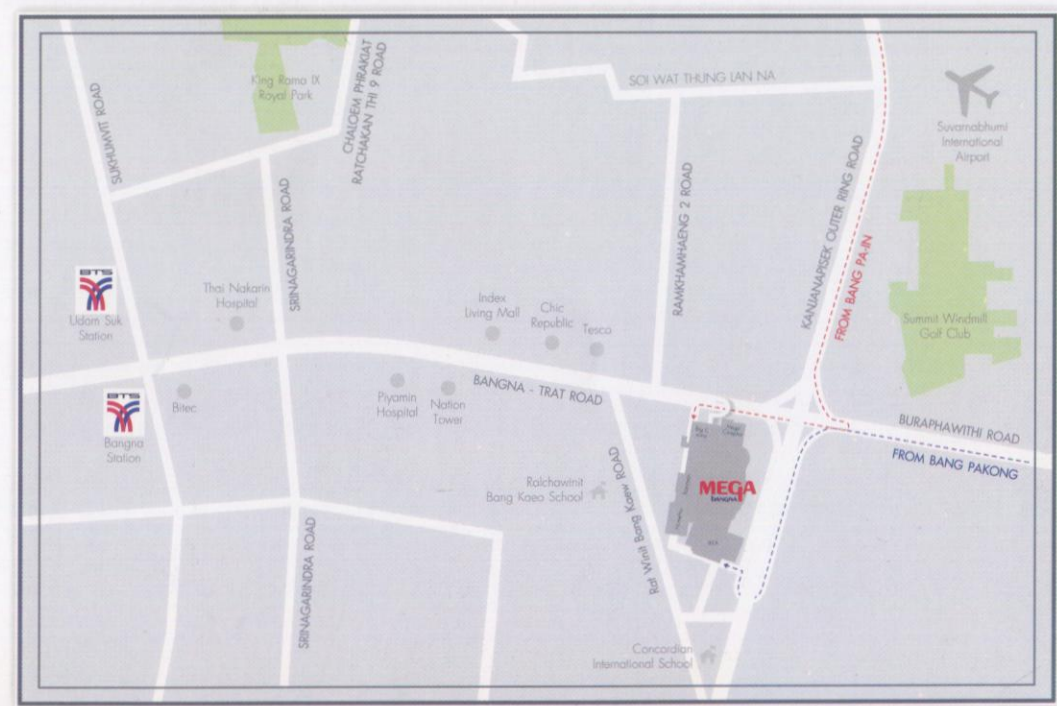 King Rama IX
Royal Park
CHALOEM PHRAKIAT
RATCHAKAN THI 9 ROAD
SOI WAT THUNG LAN NA
SUKHUMVIT ROAD
Suvarnabhumi
International
Airport
SRINAGARINDRA ROAD
RAMKHAMHAENG 2 ROAD
KANJANAPISEK OUTER RING ROAD
FROM BANG PA-IN
BTS
Udom Suk
Station
Thai Nakarin
Hospital
Index
Living Mall
Chic
Republic
Tesco
Summit Windmill
Golf Club
BTS
Bangna
Station
Bitec
Piyamin
Hospital
Nation
Tower
BANGNA - TRAT ROAD
BURAPHAWITHI ROAD
FROM BANG PAKONG
Ratchawinit
Bang Kaeo School
Rat Winit Bang Kaew ROAD
MEGA
BANGNA
IKEA
SRINAGARINDRA ROAD
Concordian
International School